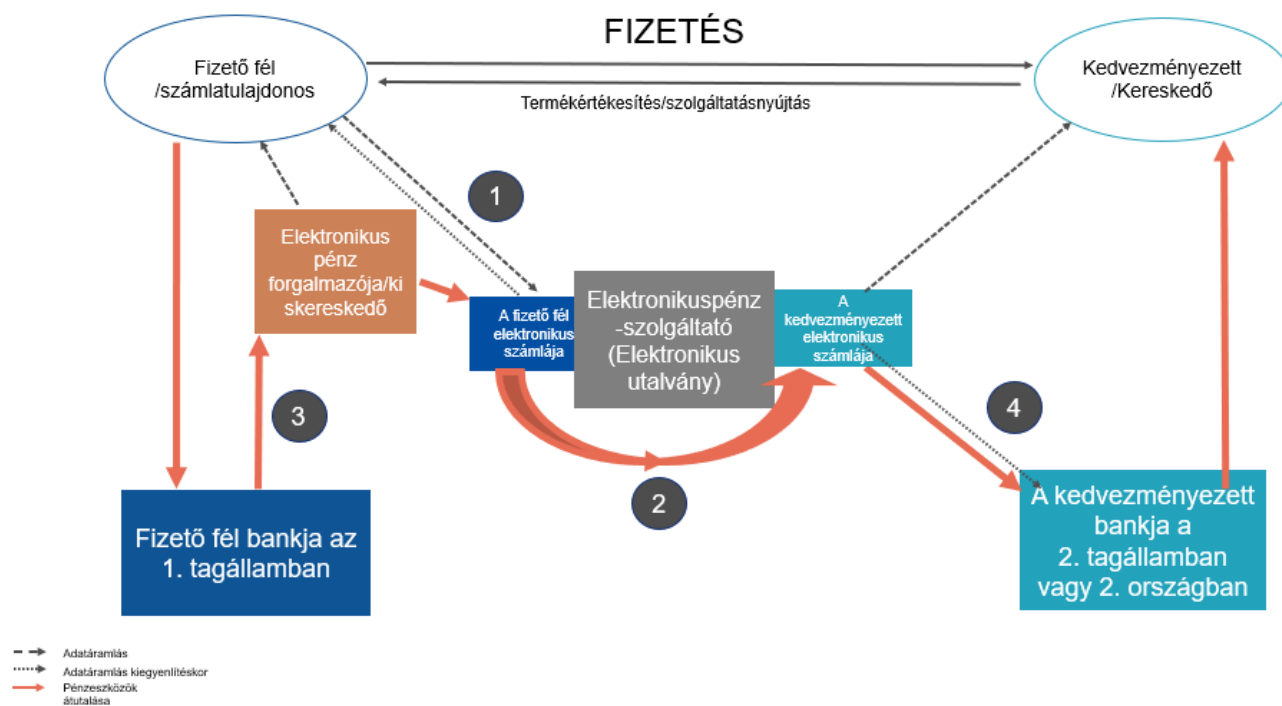 FIZETÉS
Fizető fél
/számlatulajdonos
Kedvezményezett
/Kereskedő
Termékértékesítés/szolgáltatásnyújtás
1
Elektronikus
pénz
forgalmazója/ki
skereskedő
A fizető fél
elektronikus
számlája
Elektronikuspénz
-szolgáltató
(Elektronikus
utalvány)
A
kedvezményezett
elektronikus
számlája
3
4
2
Fizető fél bankja az
1. tagállamban
A kedvezményezett
bankja a
2. tagállamban
vagy 2. országban
Adatáramlás
Adatáramlás kiegyenlítéskor
Pénzeszközök
átutalása